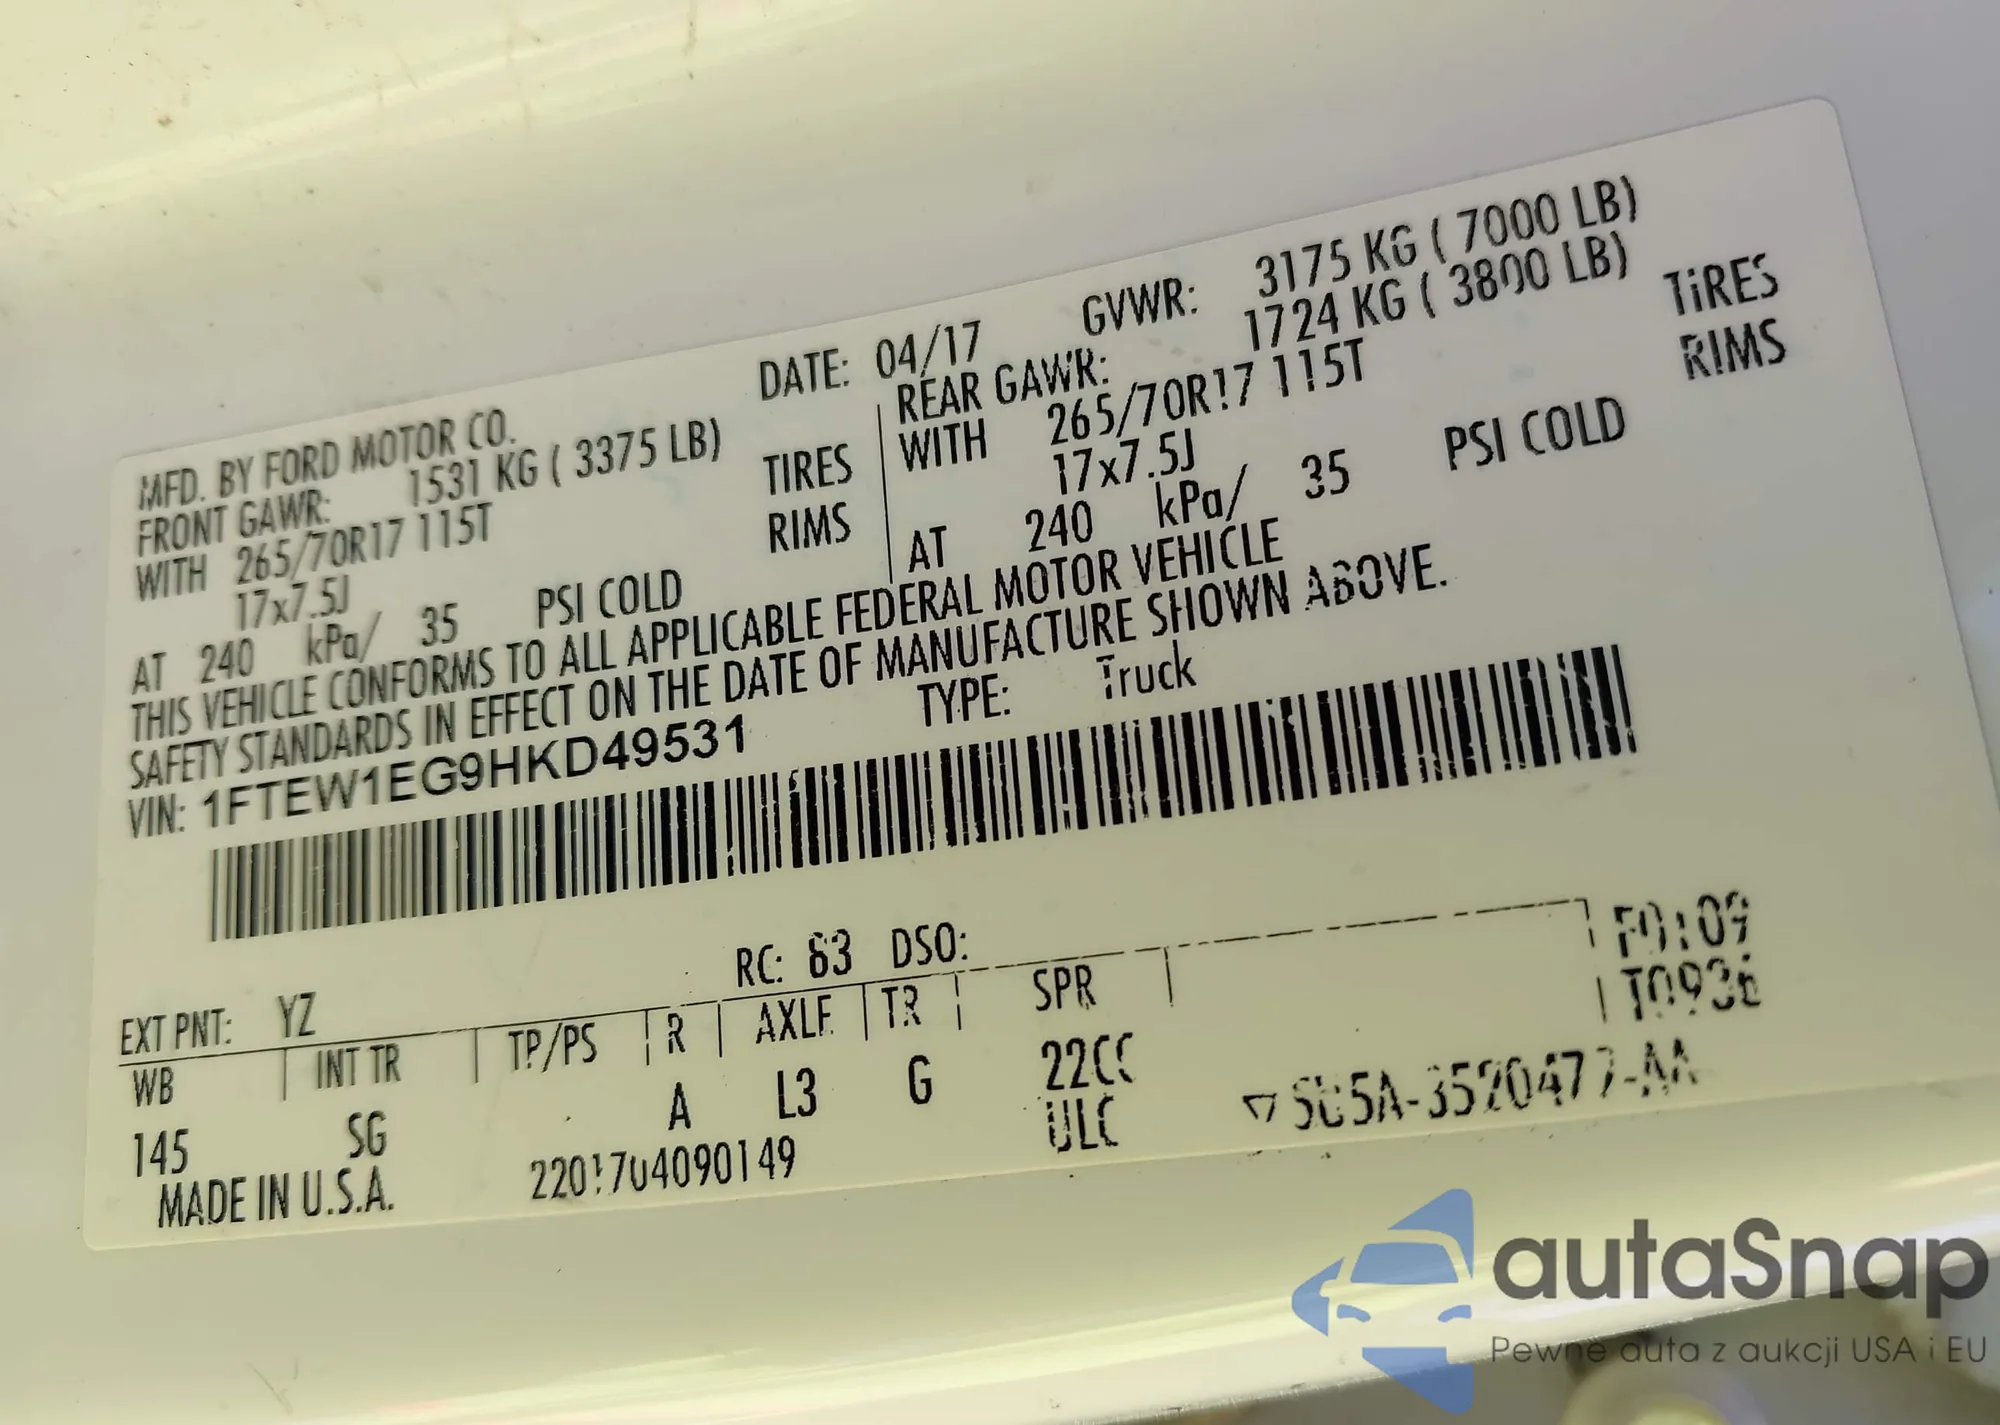 MFD. BY FORD MOTOR CO. DATE: 04/17 GVWR: 3175 KG ( 7000 LB)
FRONT GAWR: 1531 KG ( 3375 LB) REAR GAWR: 1724 KG ( 3800 LB)
WITH 265/70R17 115T TIRES WITH 265/70R17 115T TIRES
17x7.5J RIMS 17x7.5J RIMS
AT 240 kPa/ 35 PSI COLD AT 240 kPa/ 35 PSI COLD
THIS VEHICLE CONFORMS TO ALL APPLICABLE FEDERAL MOTOR VEHICLE
SAFETY STANDARDS IN EFFECT ON THE DATE OF MANUFACTURE SHOWN ABOVE.
VIN: 1FTEW1EG9HKD49531 TYPE: Truck
EXT PNT: YZ RC: 63 DSO:
WB INT TR TP/PS R AXLE TR SPR
145 SG A L3 G 22CC
ULC
MADE IN U.S.A. 2201704090149
autaSnap
Pewne auta z aukcji USA i EU